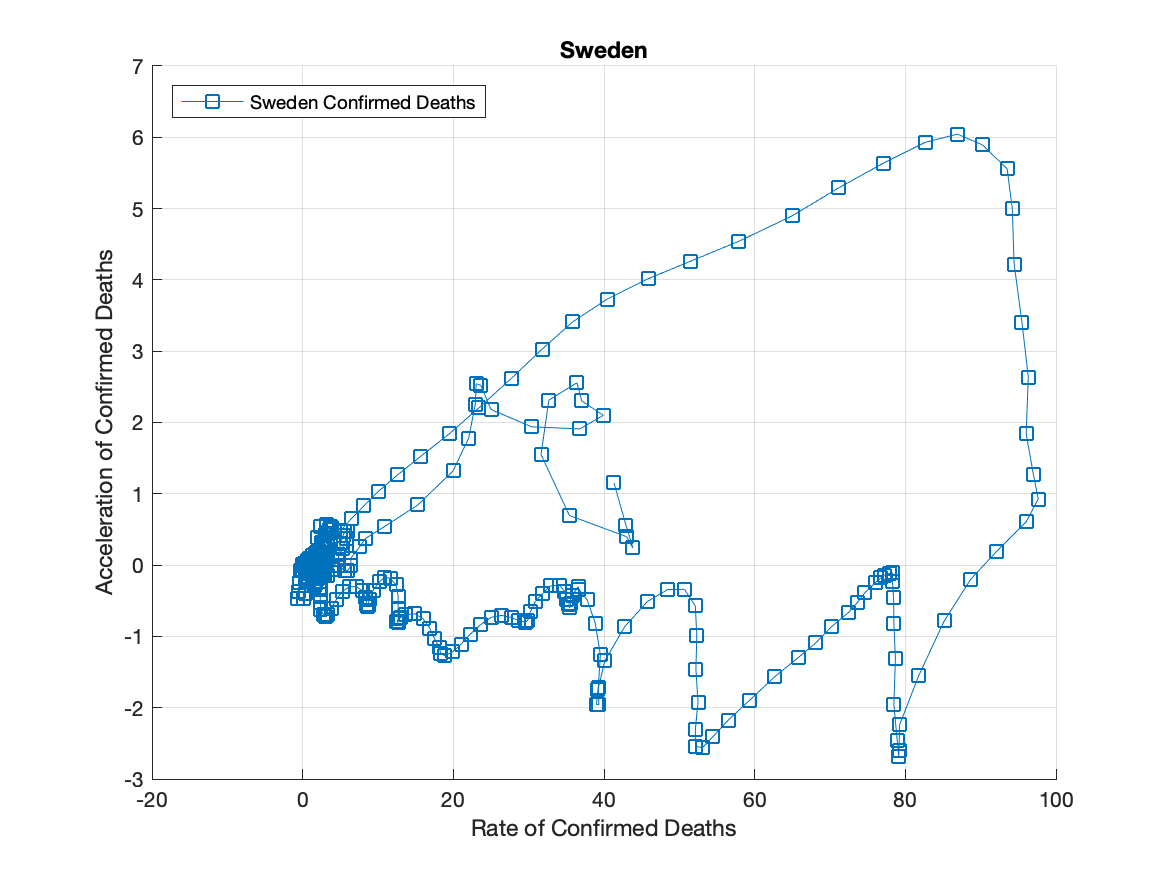 Sweden
7
Sweden Confirmed Deaths
6
5
4
3
2
1
0
-1
-2
-3
Acceleration of Confirmed Deaths
-20 0 20 40 60 80 100
Rate of Confirmed Deaths